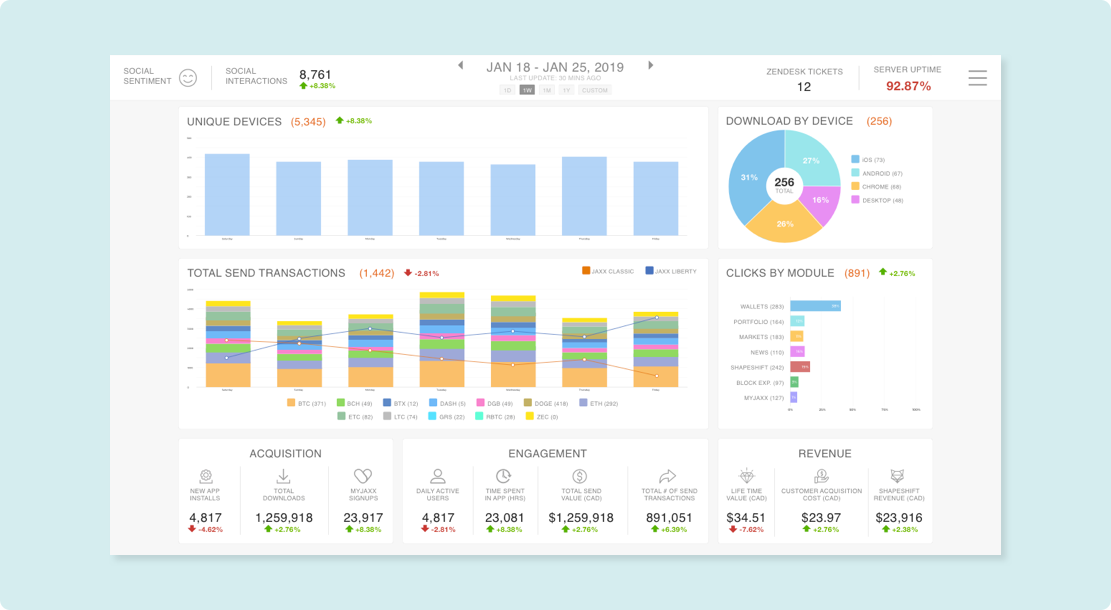 SOCIAL
SENTIMENT
SOCIAL
INTERACTIONS
8,761
+8.38%
JAN 18 - JAN 25, 2019
LAST UPDATE: 30 MINS AGO
1D 1W 1M 1Y CUSTOM
ZENDESK TICKETS
12
SERVER UPTIME
92.87%
UNIQUE DEVICES (5,345) +8.38%
DOWNLOAD BY DEVICE (256)
31%
27%
16%
26%
256
TOTAL
iOS (73)
ANDROID (67)
CHROME (68)
DESKTOP (48)
TOTAL SEND TRANSACTIONS (1,442) -2.81%
JAXX CLASSIC JAXX LIBERTY
BTC (371) BCH (49) BTX (12) DASH (5) DGB (49) DOGE (418) ETH (292)
ETC (92) LTC (74) GRS (22) RBTC (28) ZEC (0)
CLICKS BY MODULE (891) +2.76%
WALLETS (283)
PORTFOLIO (164)
MARKETS (183)
NEWS (110)
SHAPESHIFT (242)
BLOCK EXP. (97)
MYJAXX (127)
ACQUISITION
NEW APP
INSTALLS
4,817
-4.62%
TOTAL
DOWNLOADS
1,259,918
+2.76%
MYJAXX
SIGNUPS
23,917
+8.38%
ENGAGEMENT
DAILY ACTIVE
USERS
4,817
-2.81%
TIME SPENT
IN APP (HRS)
23,081
+8.38%
TOTAL SEND
VALUE (CAD)
$1,259,918
+2.76%
TOTAL # OF SEND
TRANSACTIONS
891,051
+6.39%
REVENUE
LIFE TIME
VALUE (CAD)
$34.51
-7.62%
CUSTOMER ACQUISITION
COST (CAD)
$23.97
+2.76%
SHAPESHIFT
REVENUE (CAD)
$23,916
+2.38%